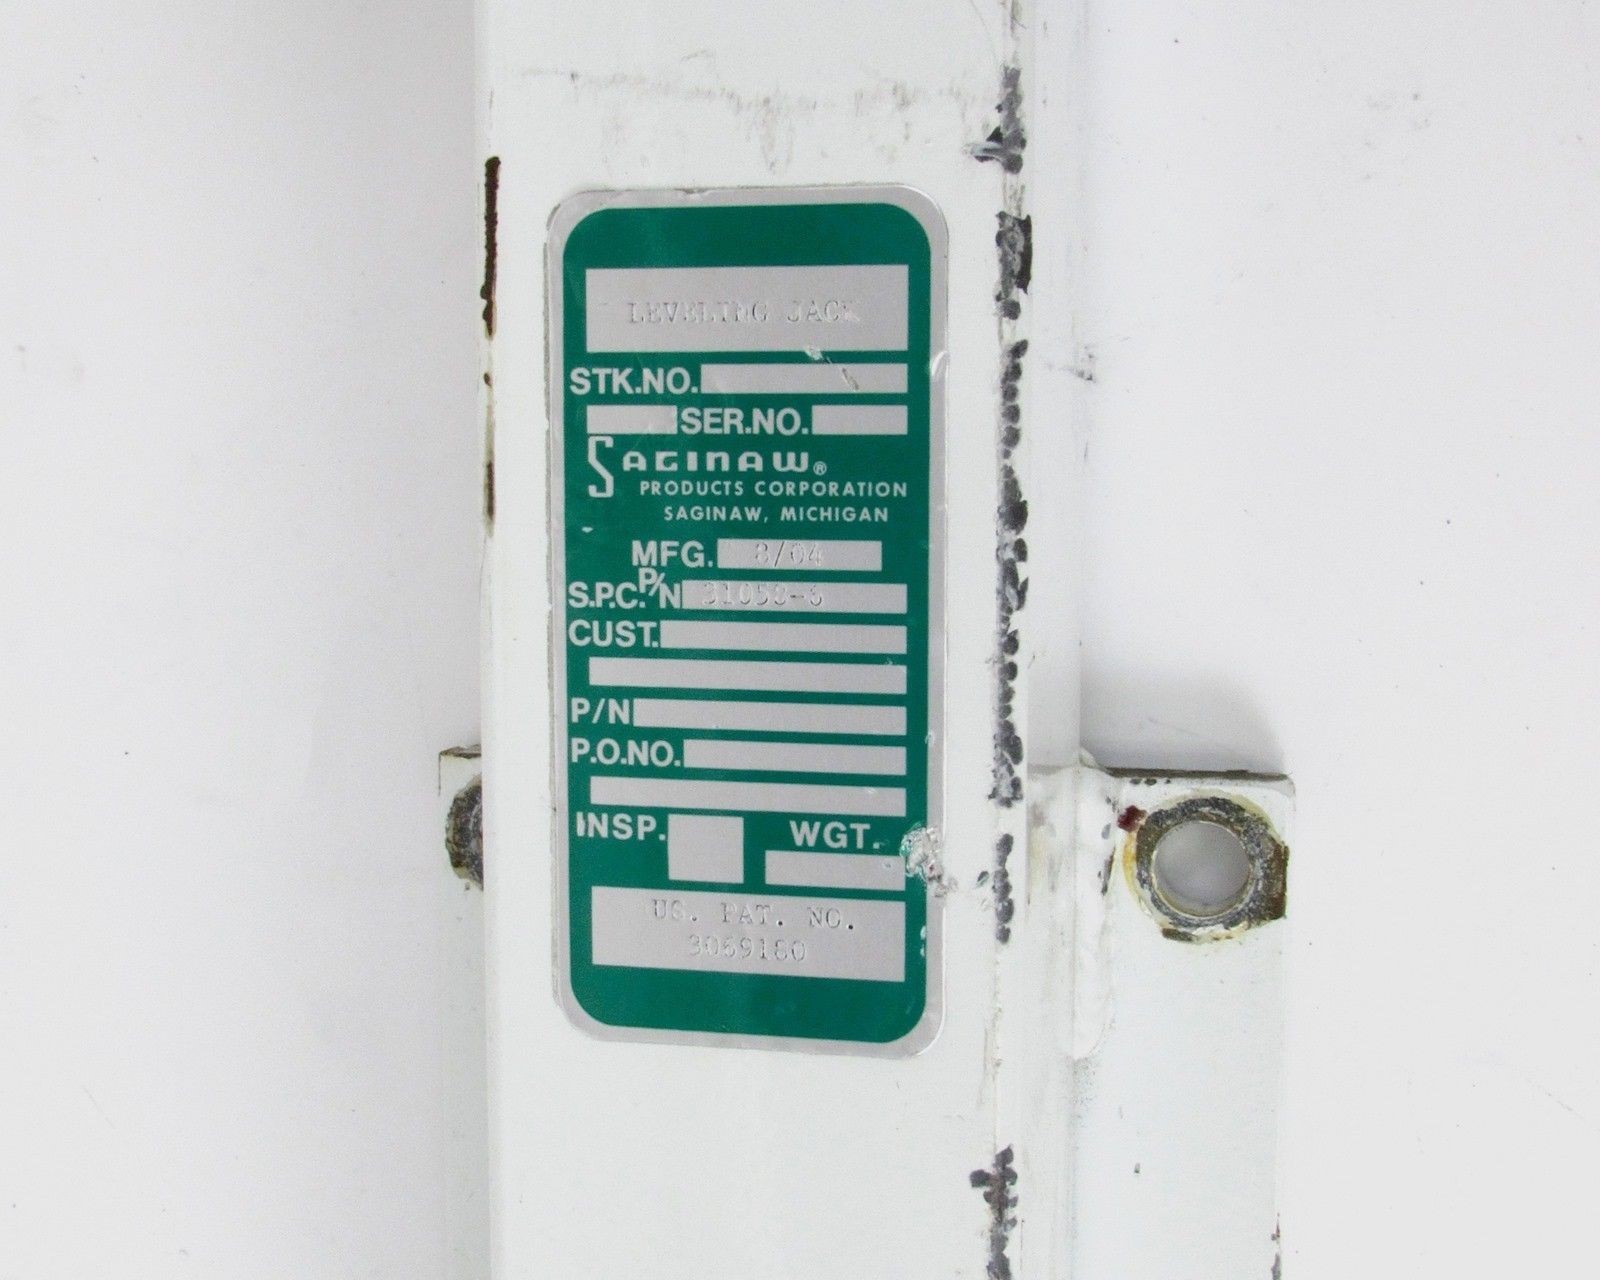 LEVELING JACK
STK.NO.
SER.NO.
SAGINAW®
PRODUCTS CORPORATION
SAGINAW, MICHIGAN
MFG. 8/04
S.P.C. P/N
CUST.
P/N
P.O.NO.
INSP. WGT.
US. PAT. NO.
3069180